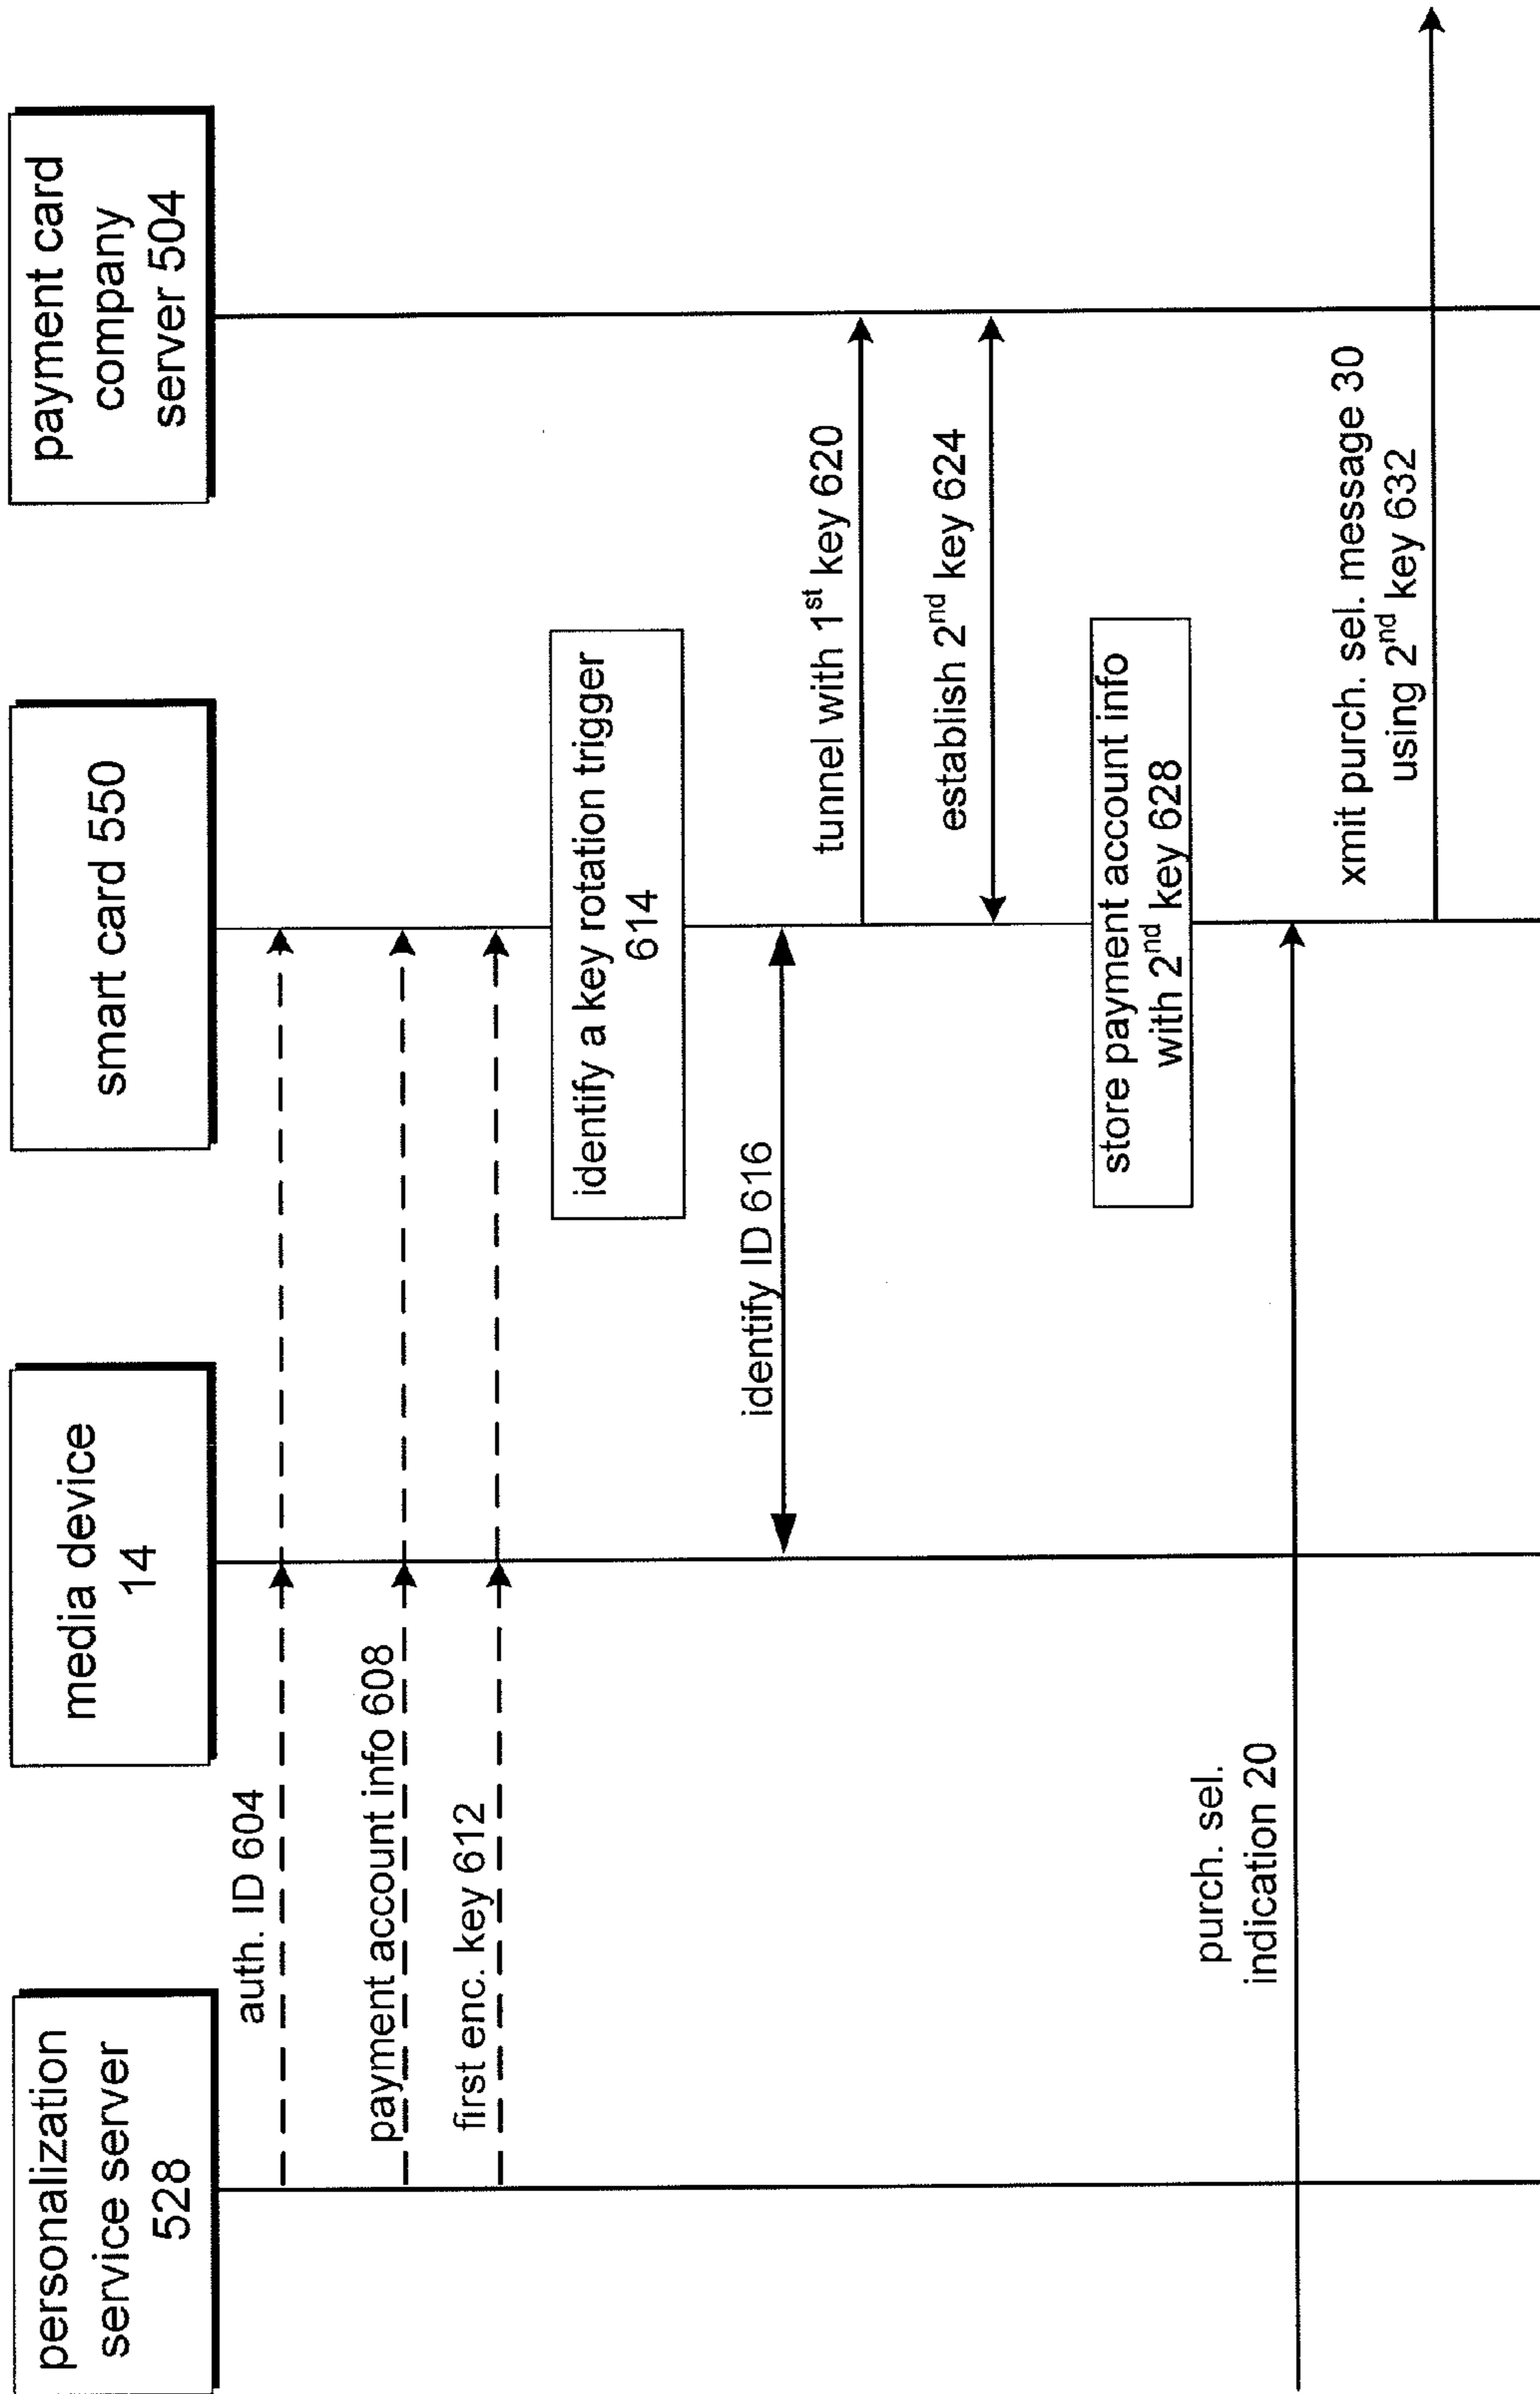 personalization
service server
528
media device
14
smart card 550
payment card
company
server 504
auth. ID 604
payment account info 608
first enc. key 612
identify a key rotation trigger
614
identify ID 616
tunnel with 1st key 620
establish 2nd key 624
store payment account info
with 2nd key 628
purch. sel.
indication 20
xmit purch. sel. message 30
using 2nd key 632